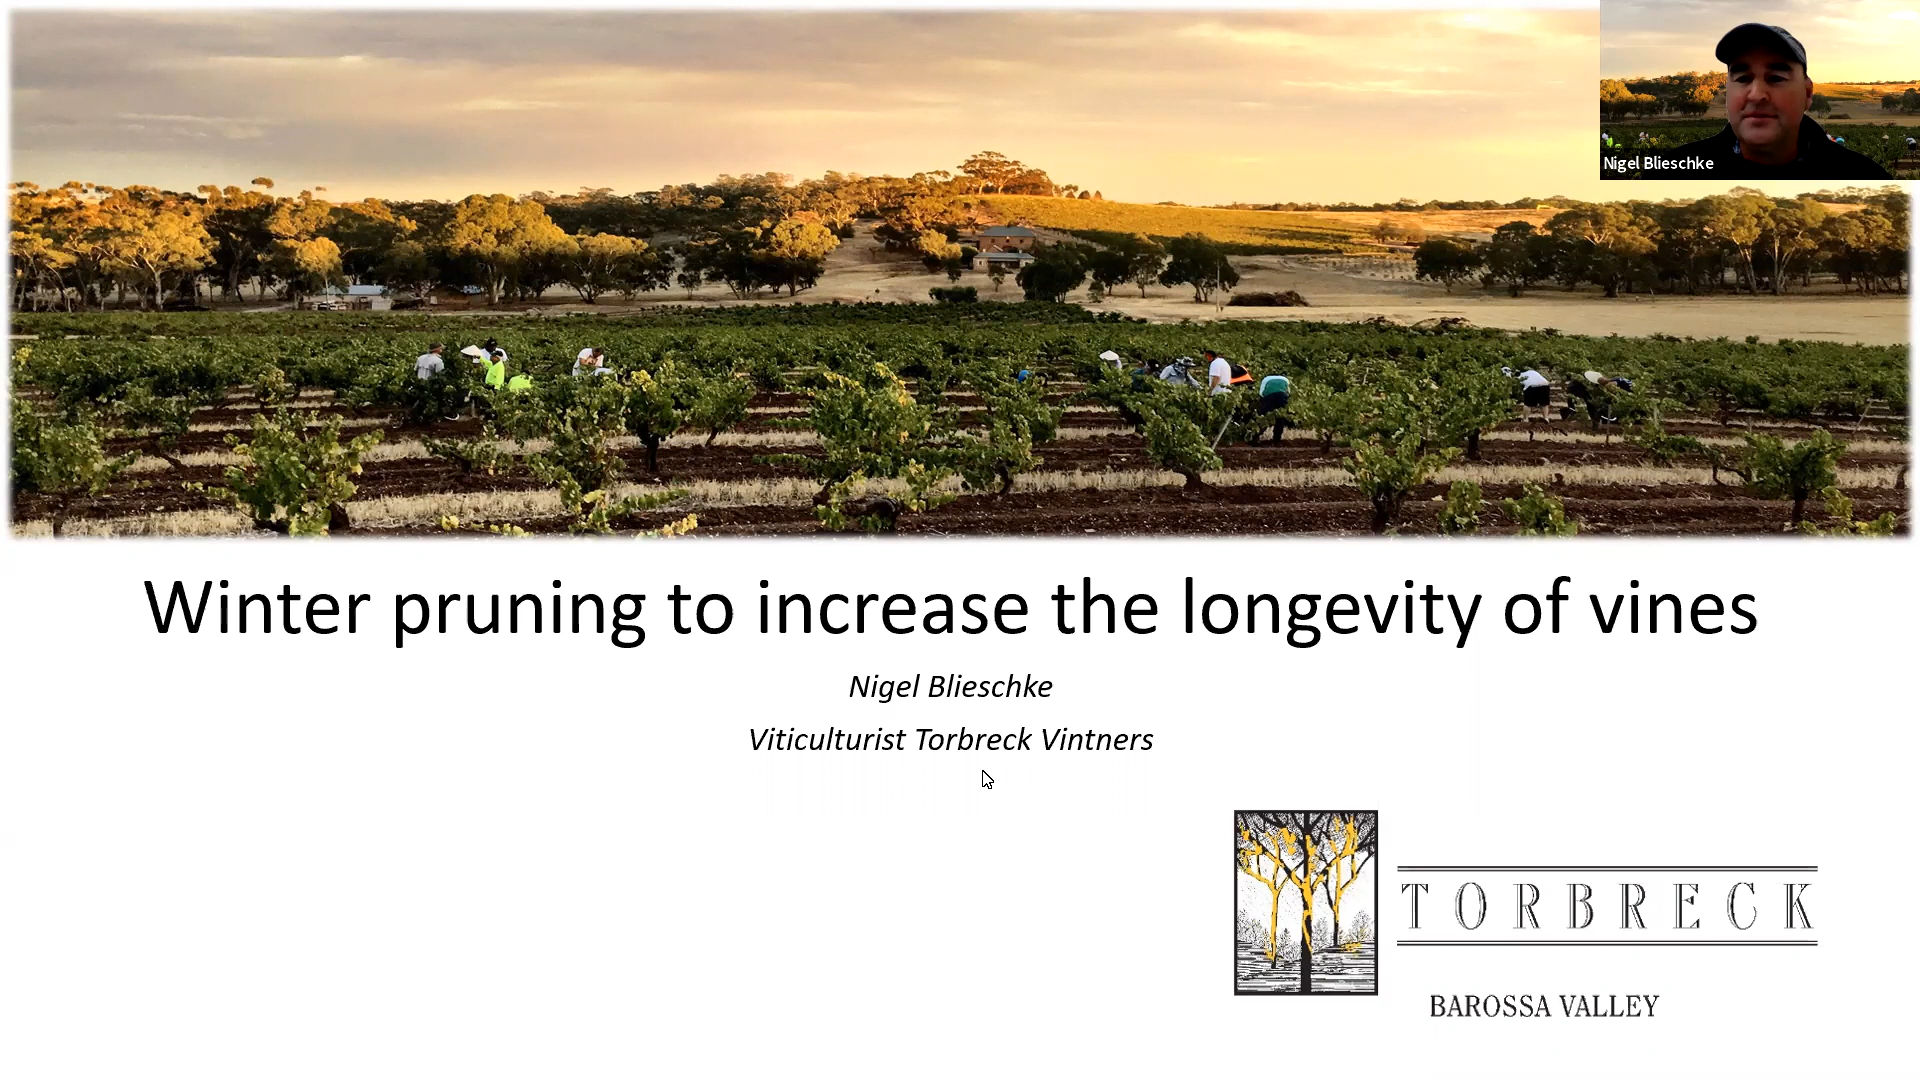 Nigel Blieschke
Winter pruning to increase the longevity of vines
Nigel Blieschke
Viticulturist Torbreck Vintners
TORBRECK
BAROSSA VALLEY